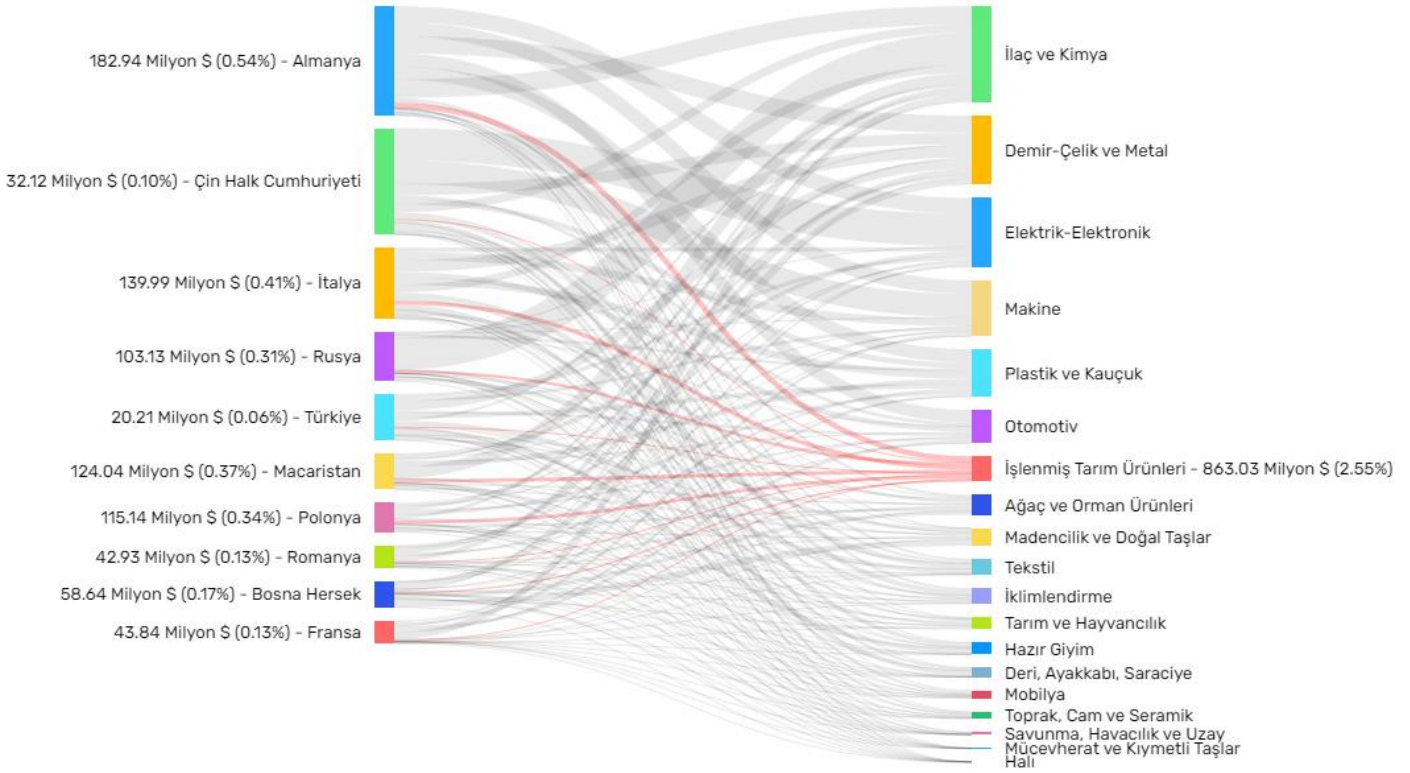 182.94 Milyon $ (0.54%) - Almanya
32.12 Milyon $ (0.10%) - Çin Halk Cumhuriyeti
139.99 Milyon $ (0.41%) - İtalya
103.13 Milyon $ (0.31%) - Rusya
20.21 Milyon $ (0.06%) - Türkiye
124.04 Milyon $ (0.37%) - Macaristan
115.14 Milyon $ (0.34%) - Polonya
42.93 Milyon $ (0.13%) - Romanya
58.64 Milyon $ (0.17%) - Bosna Hersek
43.84 Milyon $ (0.13%) - Fransa
İlaç ve Kimya
Demir-Çelik ve Metal
Elektrik-Elektronik
Makine
Plastik ve Kauçuk
Otomotiv
İşlenmiş Tarım Ürünleri - 863.03 Milyon $ (2.55%)
Ağaç ve Orman Ürünleri
Madencilik ve Doğal Taşlar
Tekstil
İklimlendirme
Tarım ve Hayvancılık
Hazır Giyim
Deri, Ayakkabı, Saraciye
Mobilya
Toprak, Cam ve Seramik
Savunma, Havacılık ve Uzay
Mücevherat ve Kıymetli Taşlar
Halı